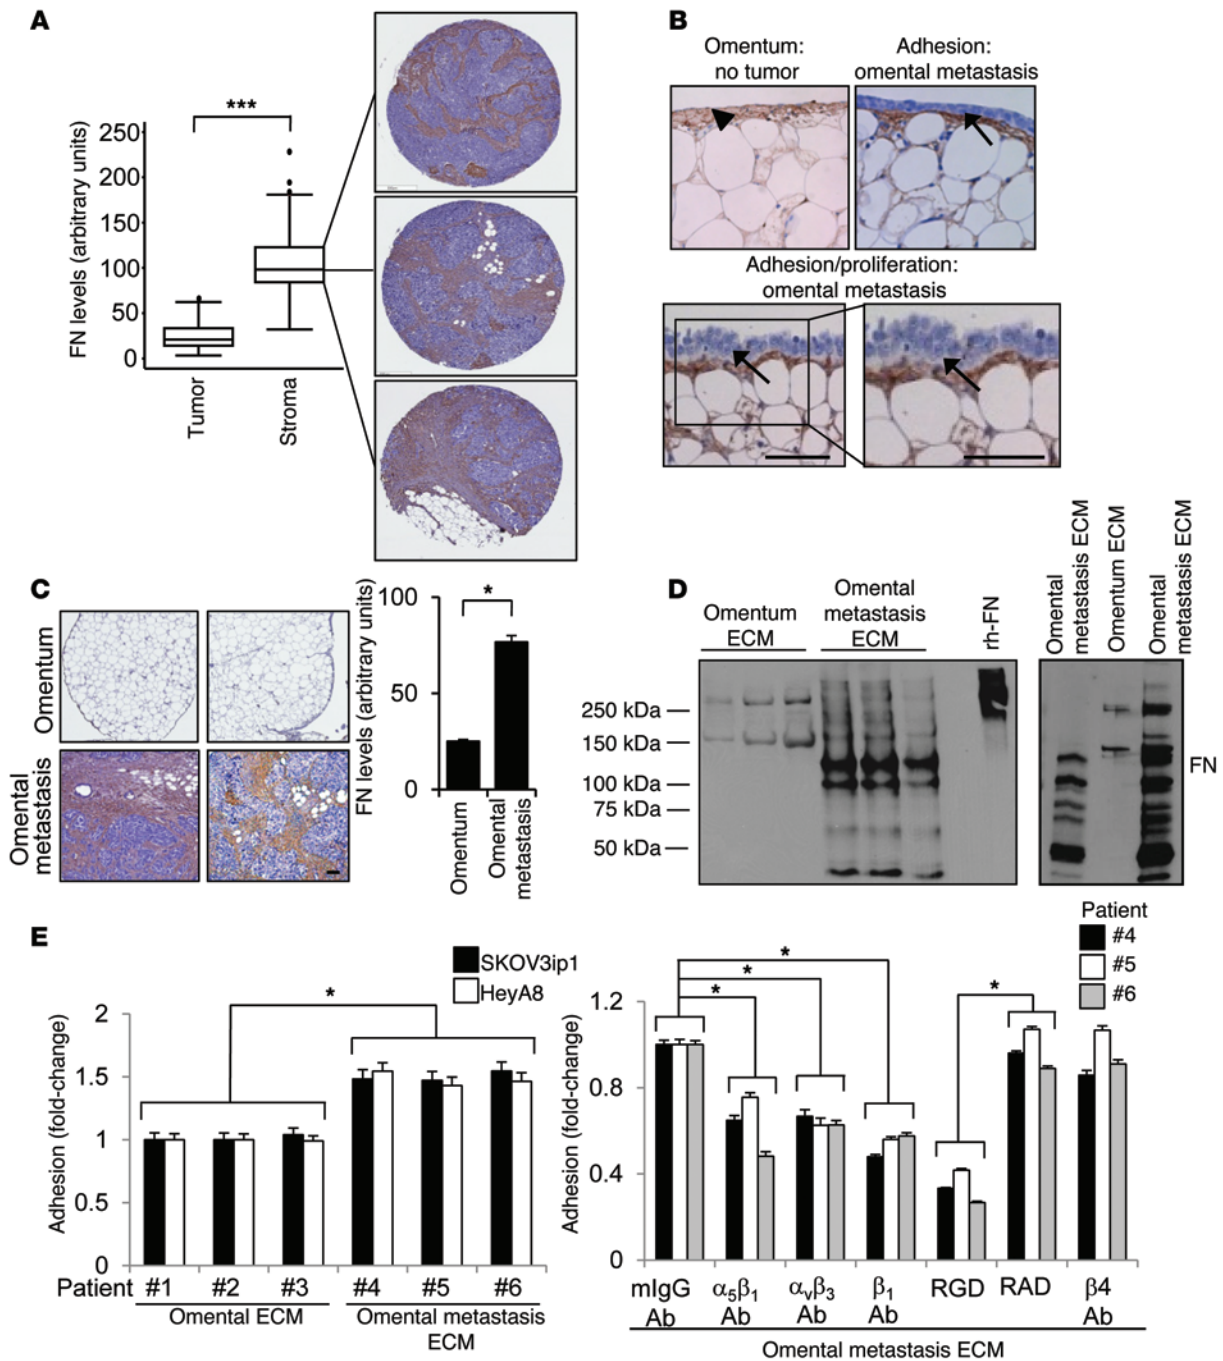 A
***
FN levels (arbitrary units)
250
200
150
100
50
0
Tumor
Stroma
B
Omentum:
no tumor
Adhesion:
omental metastasis
Adhesion/proliferation:
omental metastasis
C
Omentum
Omental
metastasis
FN levels (arbitrary units)
100
50
0
*
Omentum
Omental
metastasis
D
Omentum
ECM
Omental
metastasis
ECM
rh-FN
250 kDa
150 kDa
100 kDa
75 kDa
50 kDa
Omental
metastasis ECM
Omentum ECM
Omental
metastasis ECM
FN
E
SKOV3ip1
HeyA8
*
Adhesion (fold-change)
2
1.5
1
0.5
0
Patient #1 #2 #3 #4 #5 #6
Omental ECM
Omental metastasis
ECM
Patient
#4
#5
#6
*
*
*
*
Adhesion (fold-change)
1.2
0.8
0.4
0
mIgG
Ab
α5β1
Ab
αvβ3
Ab
β1
Ab
RGD
RAD
β4
Ab
Omental metastasis ECM